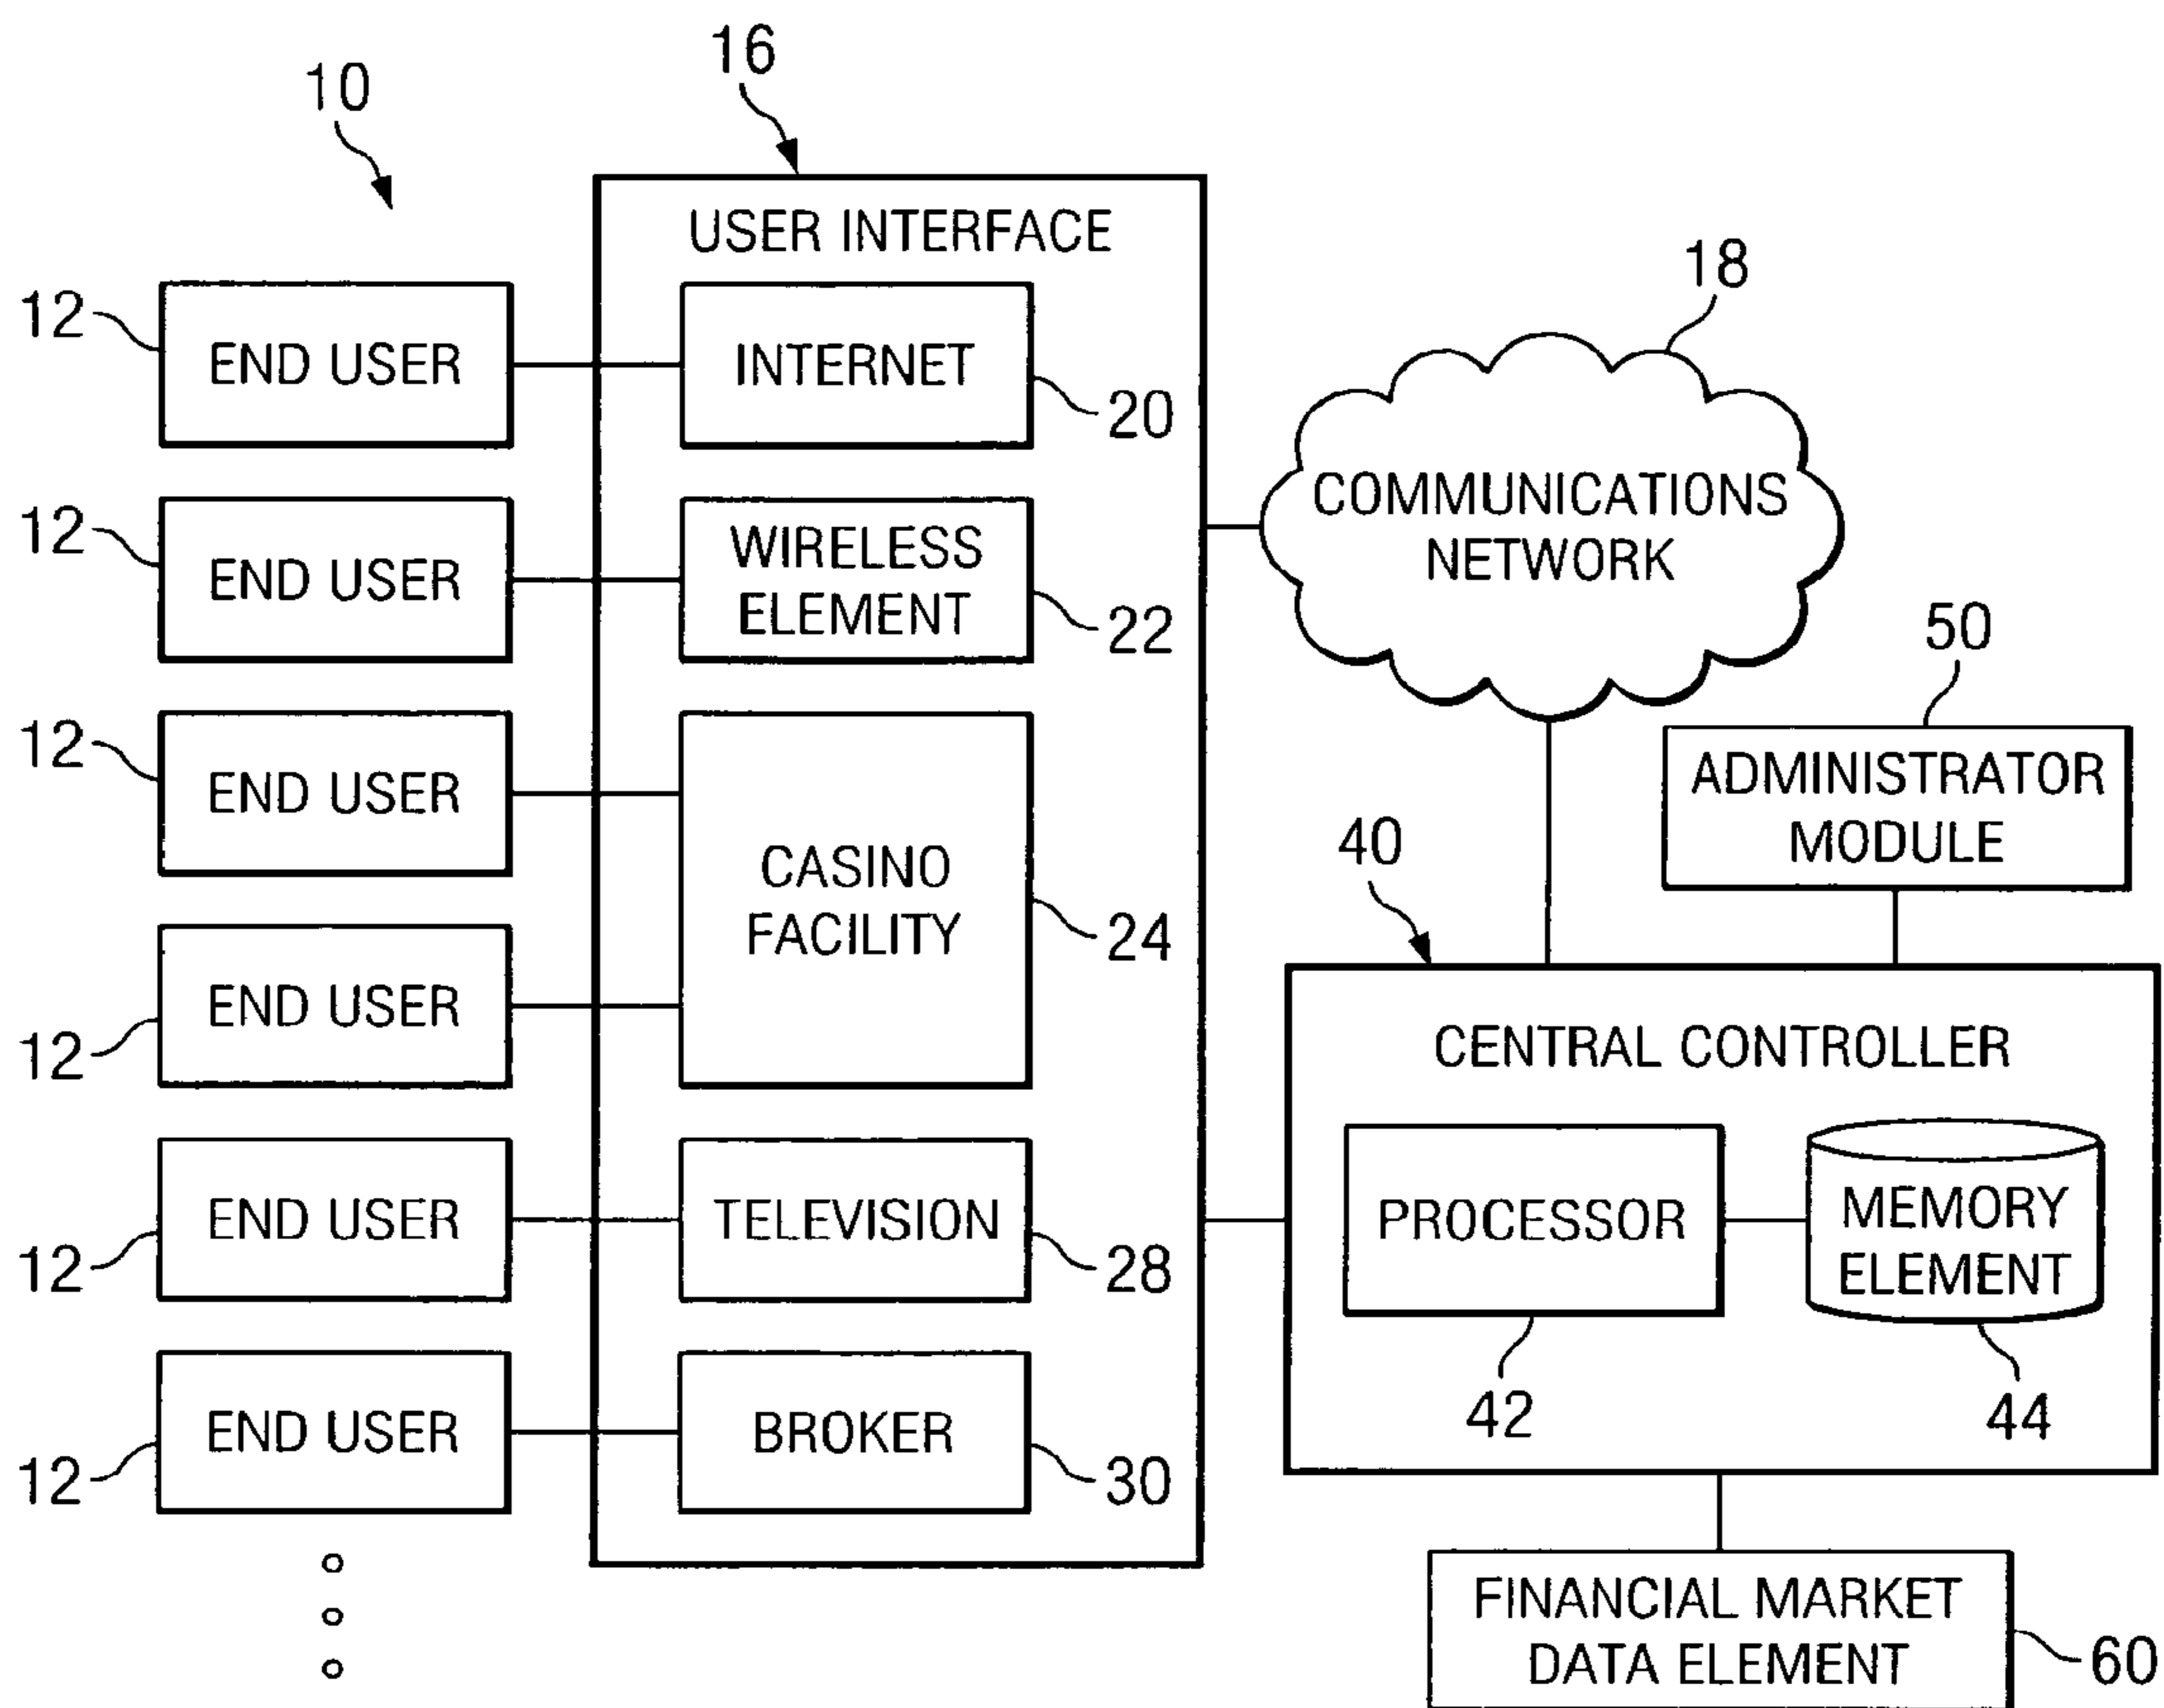 10
16
USER INTERFACE
18
12
END USER
INTERNET
20
12
END USER
WIRELESS
ELEMENT
22
COMMUNICATIONS
NETWORK
50
ADMINISTRATOR
MODULE
12
END USER
CASINO
FACILITY
24
12
END USER
40
CENTRAL CONTROLLER
12
END USER
TELEVISION
28
PROCESSOR
MEMORY
ELEMENT
42
44
12
END USER
BROKER
30
FINANCIAL MARKET
DATA ELEMENT
60